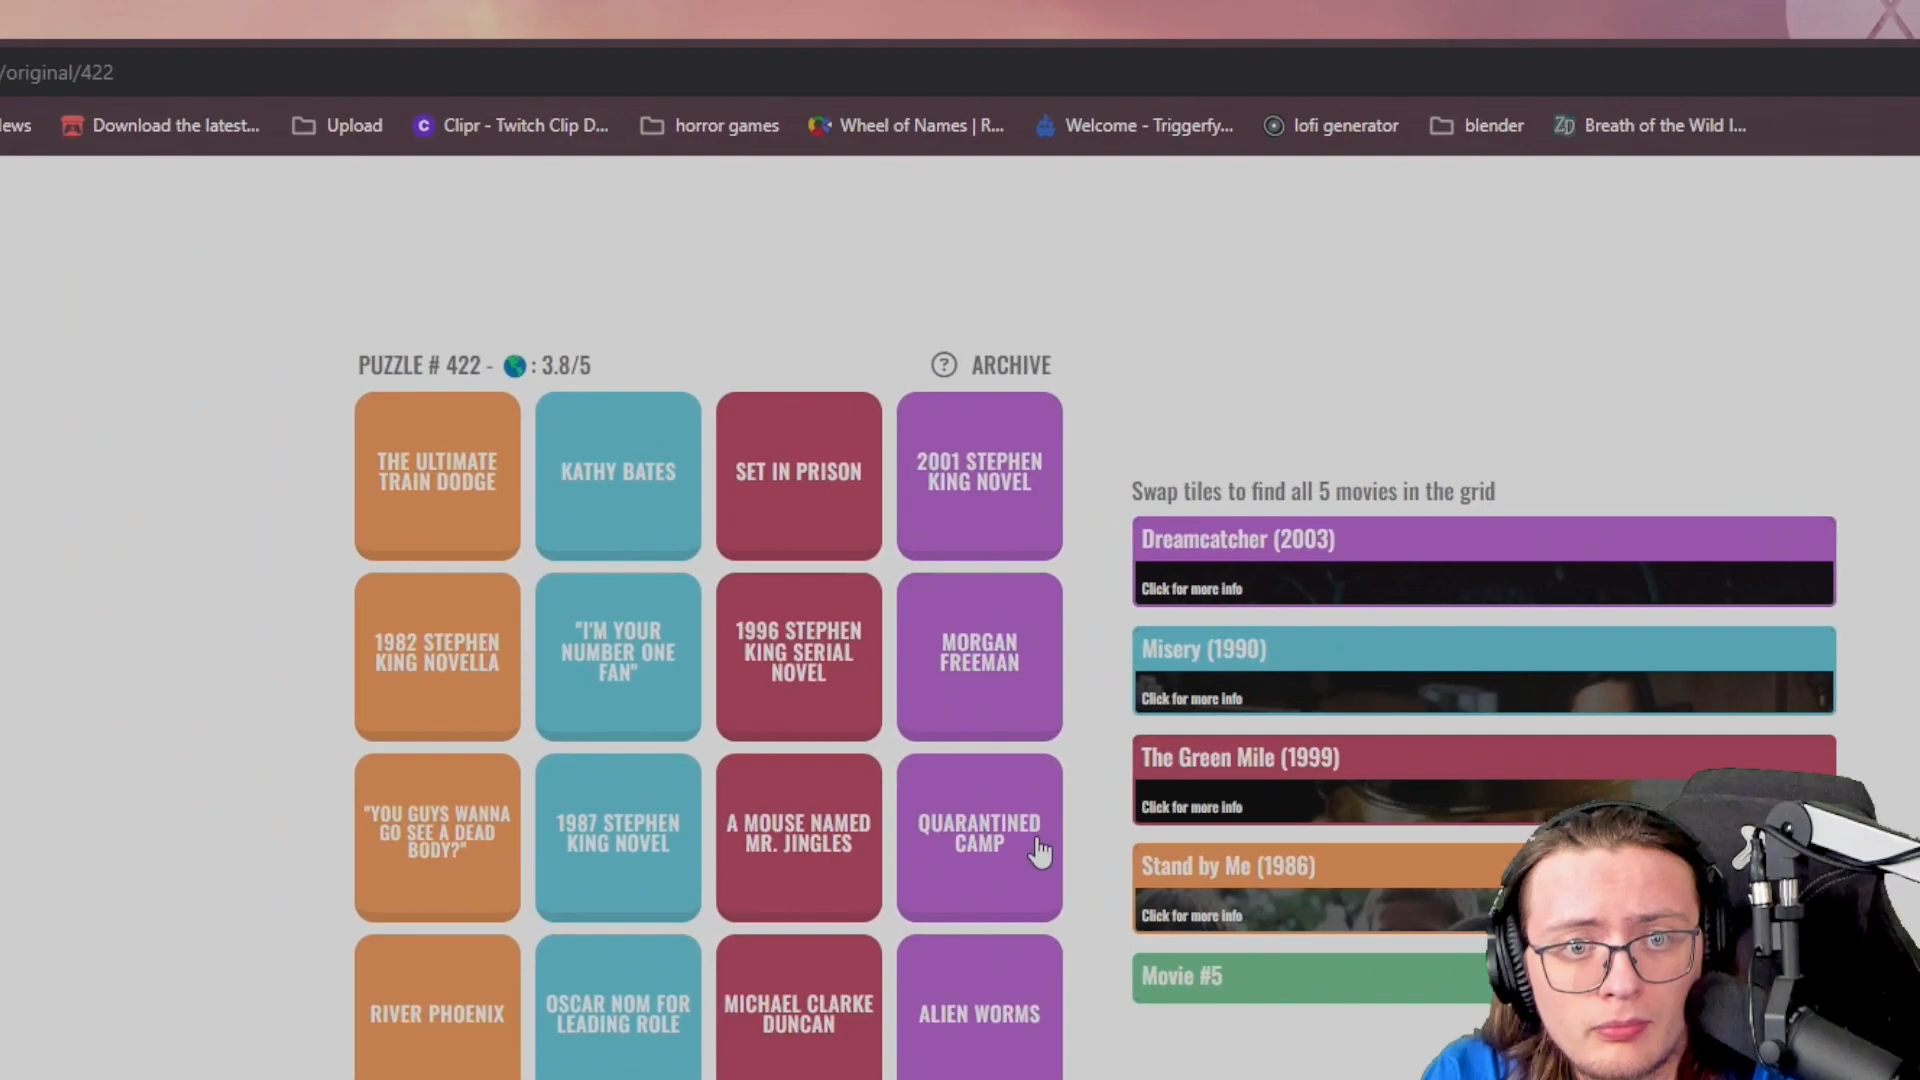 /original/422
iews
Download the latest...
Upload
Clipr - Twitch Clip D...
horror games
Wheel of Names | R...
Welcome - Triggerfy...
lofi generator
blender
Breath of the Wild I...
PUZZLE # 422 - : 3.8/5
? ARCHIVE
THE ULTIMATE
TRAIN DODGE
KATHY BATES
SET IN PRISON
2001 STEPHEN
KING NOVEL
1982 STEPHEN
KING NOVELLA
"I'M YOUR
NUMBER ONE
FAN"
1996 STEPHEN
KING SERIAL
NOVEL
MORGAN
FREEMAN
"YOU GUYS WANNA
GO SEE A DEAD
BODY?"
1987 STEPHEN
KING NOVEL
A MOUSE NAMED
MR. JINGLES
QUARANTINED
CAMP
RIVER PHOENIX
OSCAR NOM FOR
LEADING ROLE
MICHAEL CLARKE
DUNCAN
ALIEN WORMS
Swap tiles to find all 5 movies in the grid
Dreamcatcher (2003)
Click for more info
Misery (1990)
Click for more info
The Green Mile (1999)
Click for more info
Stand by Me (1986)
Click for more info
Movie #5